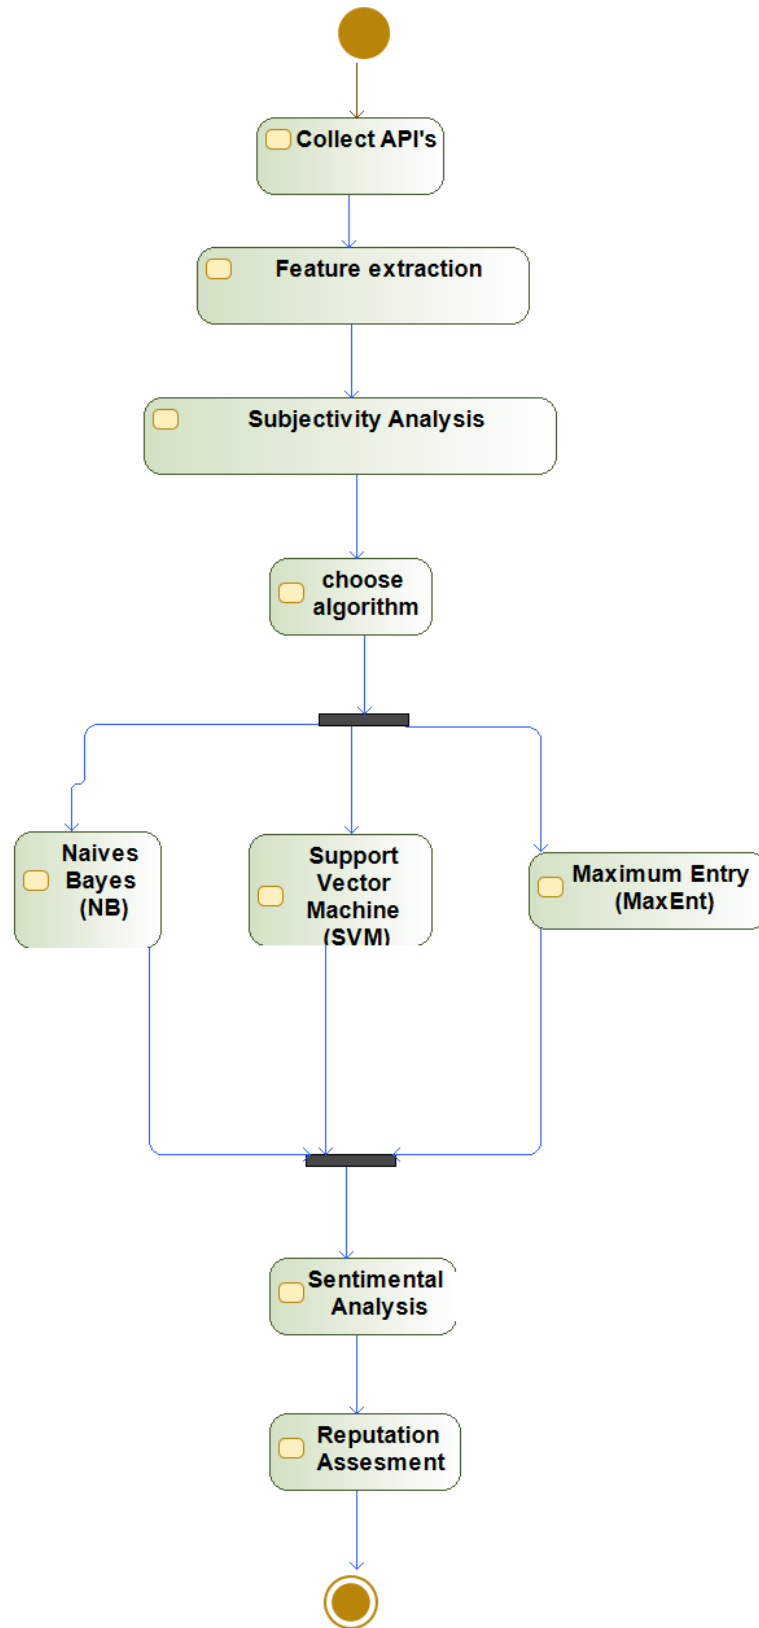 Collect API's
Feature extraction
Subjectivity Analysis
choose
algorithm
Naives
Bayes
(NB)
Support
Vector
Machine
(SVM)
Maximum Entry
(MaxEnt)
Sentimental
Analysis
Reputation
Assesment